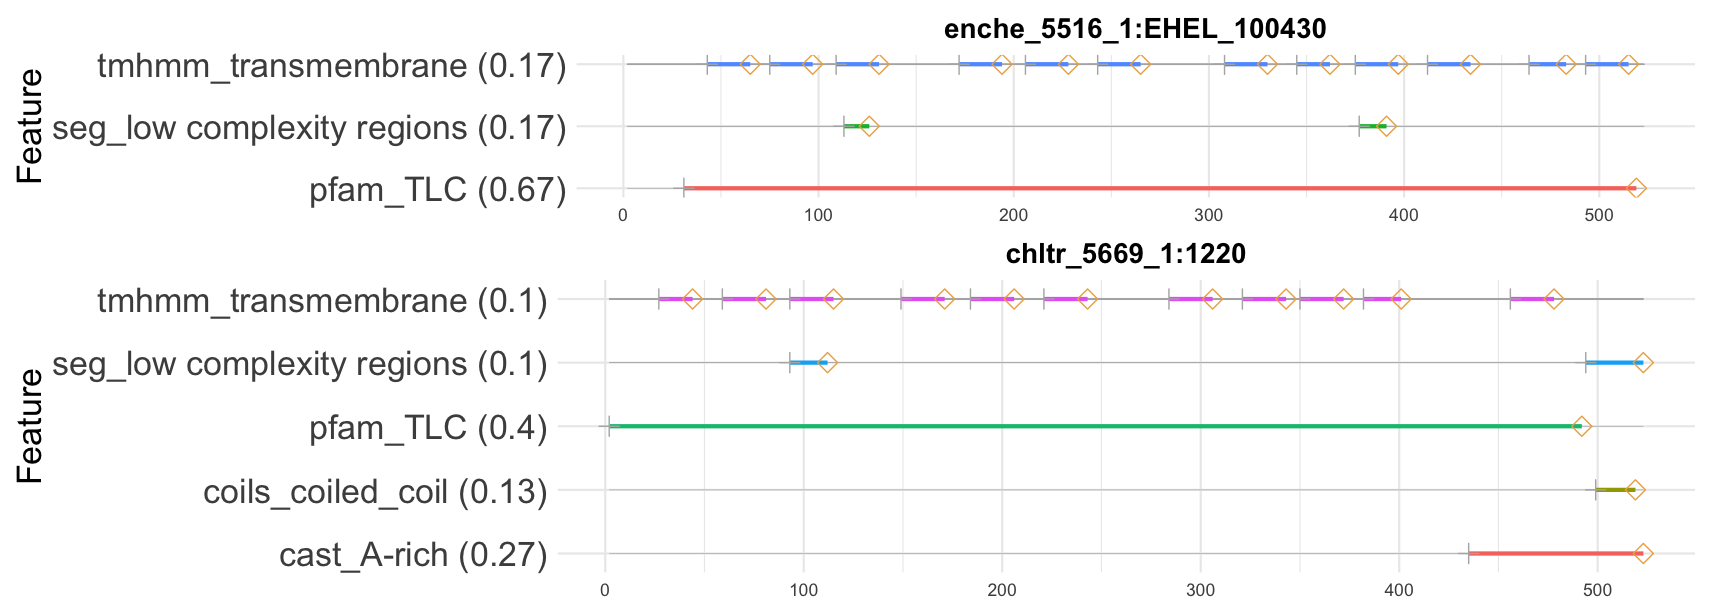 enche_5516_1:EHEL_100430
Feature
tmhmm_transmembrane (0.17)
seg_low complexity regions (0.17)
pfam_TLC (0.67)
0 100 200 300 400 500
chltr_5669_1:1220
Feature
tmhmm_transmembrane (0.1)
seg_low complexity regions (0.1)
pfam_TLC (0.4)
coils_coiled_coil (0.13)
cast_A-rich (0.27)
0 100 200 300 400 500